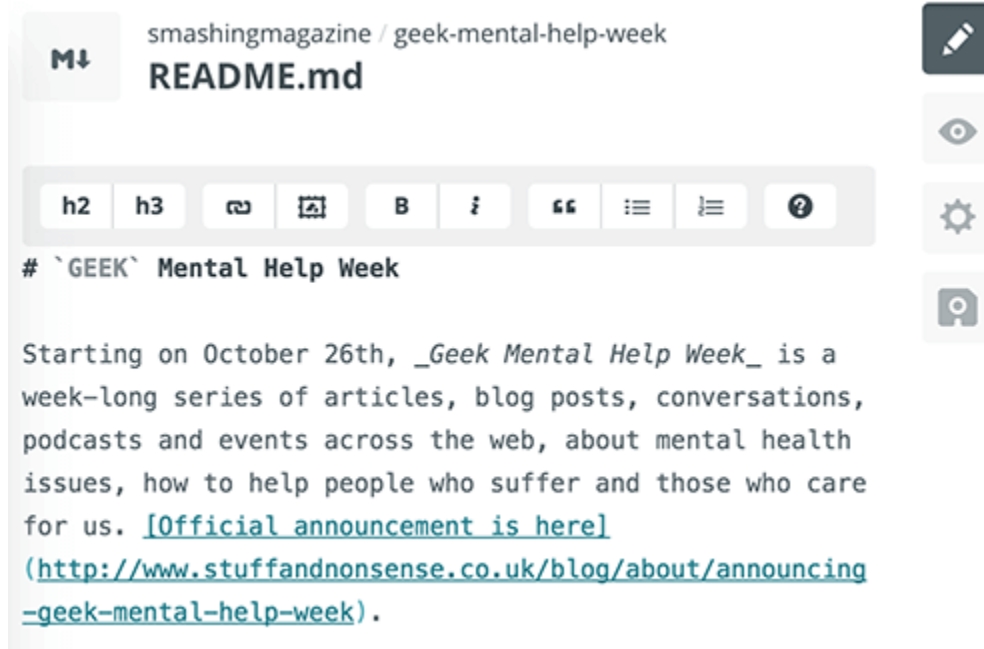 M↓
smashingmagazine / geek-mental-help-week
README.md
h2 h3 B i “ ?
# `GEEK` Mental Help Week
Starting on October 26th, _Geek Mental Help Week_ is a
week-long series of articles, blog posts, conversations,
podcasts and events across the web, about mental health
issues, how to help people who suffer and those who care
for us. [Official announcement is here]
(http://www.stuffandnonsense.co.uk/blog/about/announcing
-geek-mental-help-week).